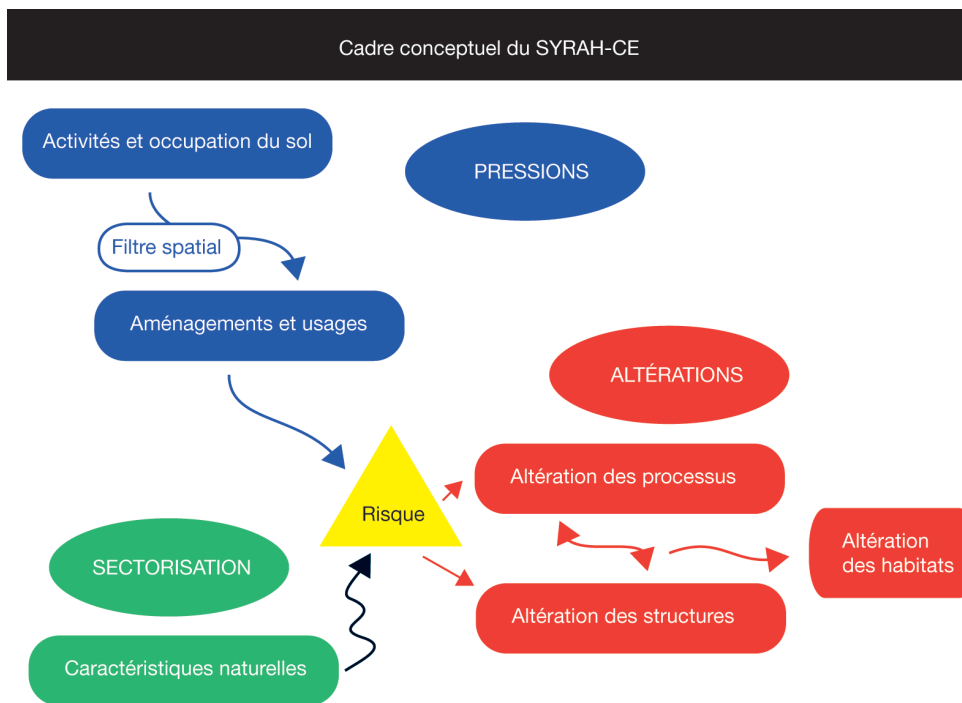 Cadre conceptuel du SYRAH-CE
Activités et occupation du sol
PRESSIONS
Filtre spatial
Aménagements et usages
ALTÉRATIONS
Altération des processus
Risque
Altération
des habitats
SECTORISATION
Altération des structures
Caractéristiques naturelles